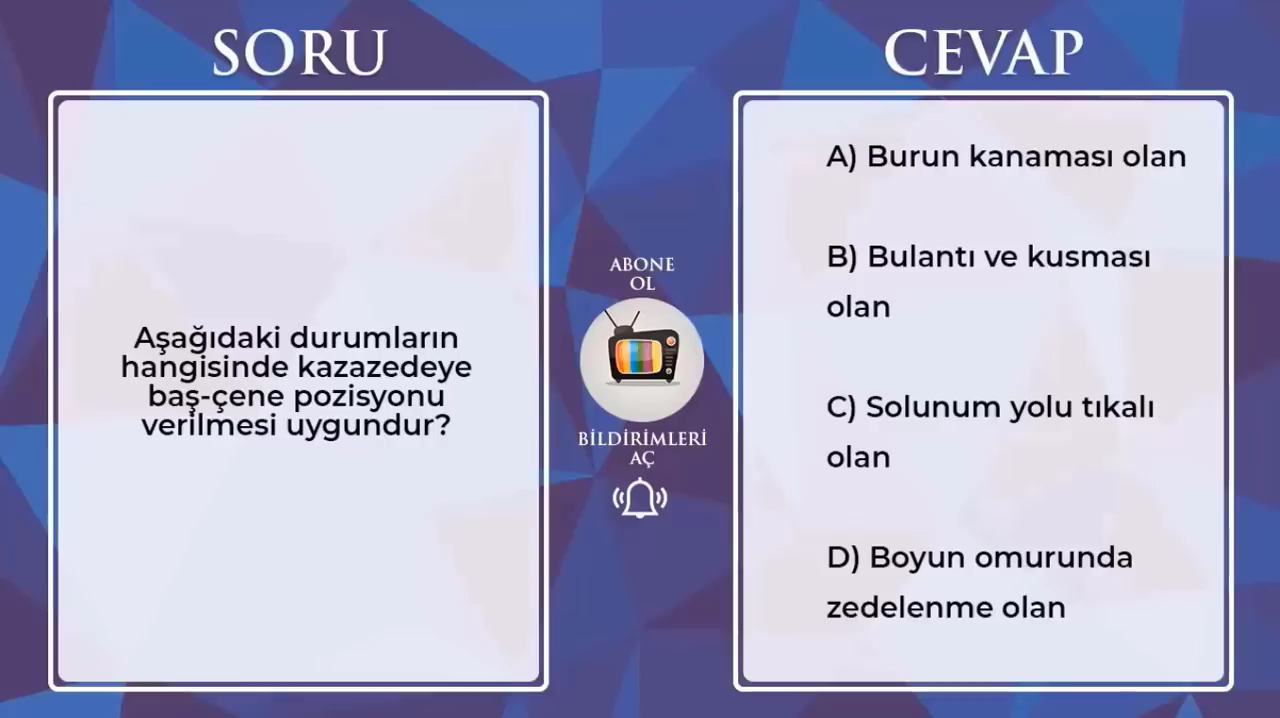 SORU
Aşağıdaki durumların
hangisinde kazazedeye
baş-çene pozisyonu
verilmesi uygundur?
ABONE
OL
BİLDİRİMLERİ
AÇ
CEVAP
A) Burun kanaması olan
B) Bulantı ve kusması
olan
C) Solunum yolu tıkalı
olan
D) Boyun omurunda
zedelenme olan